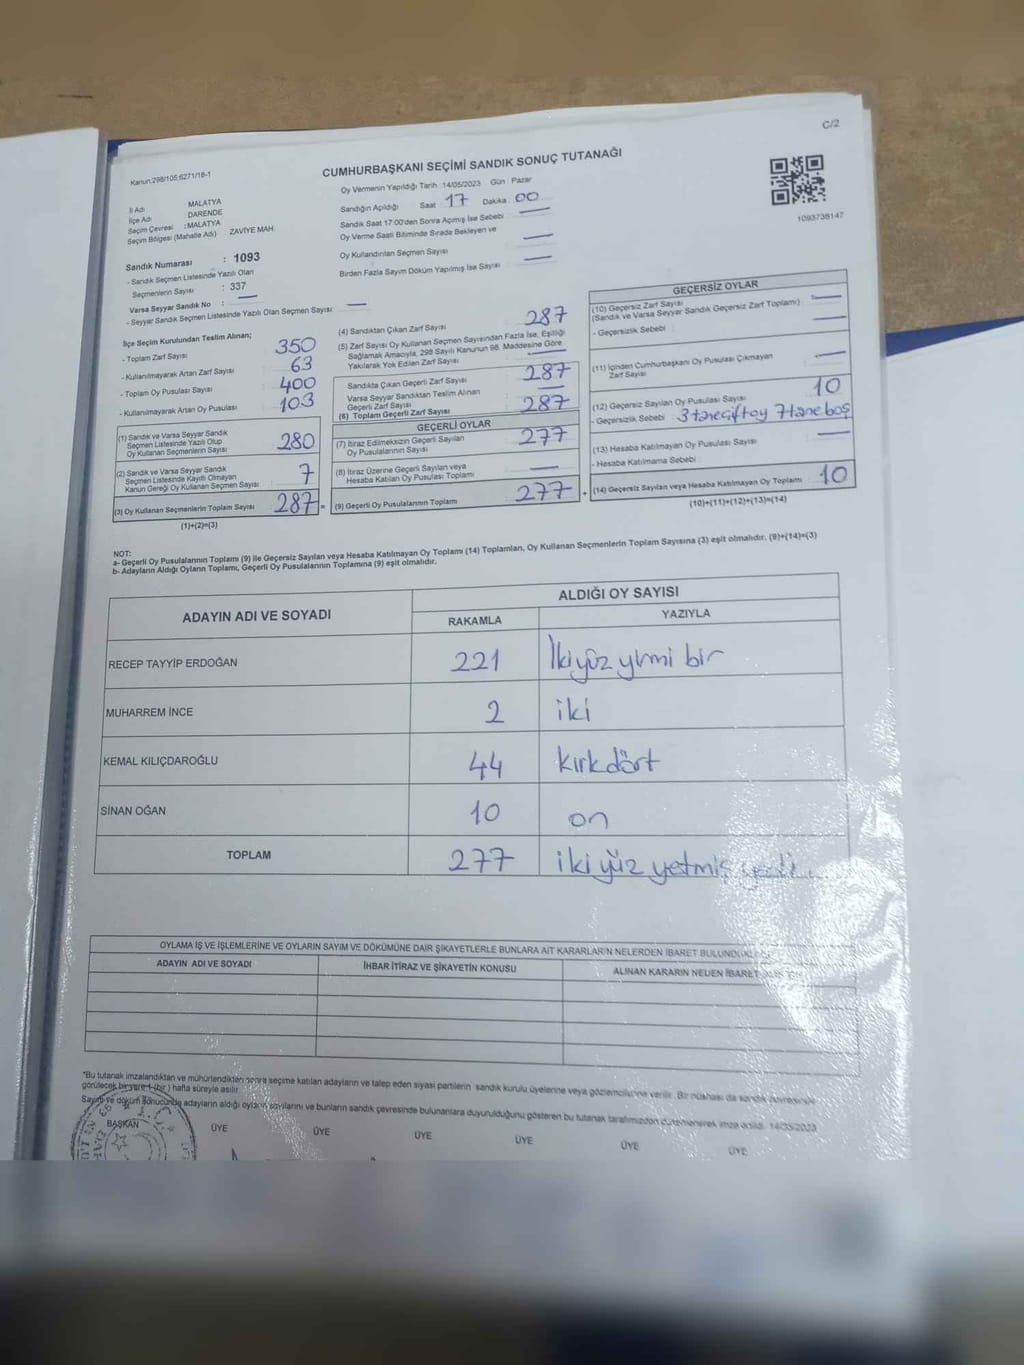 C/2
Kanun:298/105;6271/18-1
CUMHURBAŞKANI SEÇİMİ SANDIK SONUÇ TUTANAĞI
Oy Vermenin Yapıldığı Tarih :14/05/2023 Gün Pazar
İl Adı : MALATYA
İlçe Adı : DARENDE
Seçim Çevresi : MALATYA
Seçim Bölgesi (Mahalle Adı) : ZAVİYE MAH.
Sandığın Açıldığı Saat 17 Dakika 00
Sandık Saat 17:00'den Sonra Açılmış İse Sebebi —
Oy Verme Saati Bitiminde Sırada Bekleyen ve
Oy Kullandırılan Seçmen Sayısı —
Birden Fazla Sayım Döküm Yapılmış İse Sayısı —
1093738147
Sandık Numarası : 1093
- Sandık Seçmen Listesinde Yazılı Olan
Seçmenlerin Sayısı : 337
Varsa Seyyar Sandık No : —
- Seyyar Sandık Seçmen Listesinde Yazılı Olan Seçmen Sayısı: —
İlçe Seçim Kurulundan Teslim Alınan;
- Toplam Zarf Sayısı 350
- Kullanılmayarak Artan Zarf Sayısı 63
- Toplam Oy Pusulası Sayısı 400
- Kullanılmayarak Artan Oy Pusulası 103
(1) Sandık ve Varsa Seyyar Sandık
Seçmen Listesinde Yazılı Olup
Oy Kullanan Seçmenlerin Sayısı 280
(2) Sandık ve Varsa Seyyar Sandık
Seçmen Listesinde Kayıtlı Olmayan
Kanun Gereği Oy Kullanan Seçmen Sayısı 7
(3) Oy Kullanan Seçmenlerin Toplam Sayısı 287 =
(1)+(2)=(3)
(4) Sandıktan Çıkan Zarf Sayısı 287
(5) Zarf Sayısı Oy Kullanan Seçmen Sayısından Fazla İse, Eşitliği
Sağlamak Amacıyla, 298 Sayılı Kanunun 98. Maddesine Göre
Yakılarak Yok Edilen Zarf Sayısı —
Sandıkta Çıkan Geçerli Zarf Sayısı 287
Varsa Seyyar Sandıktan Teslim Alınan
Geçerli Zarf Sayısı —
(6) Toplam Geçerli Zarf Sayısı 287
GEÇERLİ OYLAR
(7) İtiraz Edilmeksizin Geçerli Sayılan
Oy Pusulalarının Sayısı 277
(8) İtiraz Üzerine Geçerli Sayılan veya
Hesaba Katılan Oy Pusulası Toplamı —
(9) Geçerli Oy Pusulalarının Toplamı 277 +
GEÇERSİZ OYLAR
(10) Geçersiz Zarf Sayısı —
(Sandık ve Varsa Seyyar Sandık Geçersiz Zarf Toplamı)
- Geçersizlik Sebebi : —
(11) İçinden Cumhurbaşkanı Oy Pusulası Çıkmayan
Zarf Sayısı —
(12) Geçersiz Sayılan Oy Pusulası Sayısı 10
- Geçersizlik Sebebi 3 tane çift oy 7 tane boş
(13) Hesaba Katılmayan Oy Pusulası Sayısı —
- Hesaba Katılmama Sebebi :
(14) Geçersiz Sayılan veya Hesaba Katılmayan Oy Toplamı 10
(10)+(11)+(12)+(13)=(14)
NOT:
a- Geçerli Oy Pusulalarının Toplamı (9) ile Geçersiz Sayılan veya Hesaba Katılmayan Oy Toplamı (14) Toplamları, Oy Kullanan Seçmenlerin Toplam Sayısına (3) eşit olmalıdır. (9)+(14)=(3)
b- Adayların Aldığı Oyların Toplamı, Geçerli Oy Pusulalarının Toplamına (9) eşit olmalıdır.
ADAYIN ADI VE SOYADI ALDIĞI OY SAYISI
RAKAMLA YAZIYLA
RECEP TAYYİP ERDOĞAN 221 İkiyüz yirmi bir
MUHARREM İNCE 2 iki
KEMAL KILIÇDAROĞLU 44 kırkdört
SİNAN OĞAN 10 on
TOPLAM 277 ikiyüz yetmiş yedi
OYLAMA İŞ VE İŞLEMLERİNE VE OYLARIN SAYIM VE DÖKÜMÜNE DAİR ŞİKAYETLERLE BUNLARA AİT KARARLARIN NELERDEN İBARET
ADAYIN ADI VE SOYADI İHBAR İTİRAZ VE ŞİKAYETİN KONUSU ALINAN KARARIN NEDEN İBARET
*Bu tutanak imzalandıktan ve mühürlendikten sonra seçime katılan adayların ve talep eden siyasi partilerin sandık kurulu üyelerine veya gözlemcilerine verilir. Bir nüshası da sandık çevresinde
görülecek bir yere 1 (bir) hafta süreyle asılır.
Sayım ve döküm sonucunda adayların aldığı oyların sayılarını ve bunların sandık çevresinde bulunanlara duyurulduğunu gösteren bu tutanak tarafımızdan düzenlenerek imza edildi. 14/05/2023
BAŞKAN ÜYE ÜYE ÜYE ÜYE ÜYE ÜYE